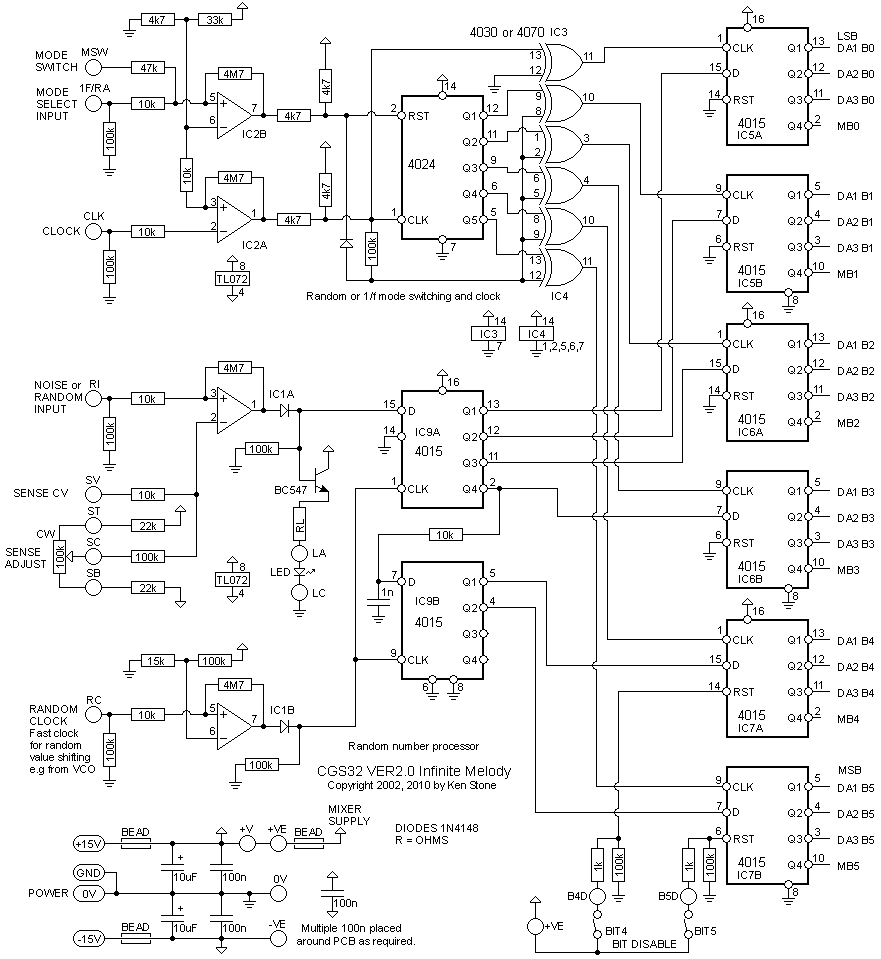 4k7
33k
4030 or 4070 IC3
16
LSB
MODE SWITCH
MSW
47k
4M7
4k7
13
12
11
1
CLK
Q1
13
DA1 B0
15
D
Q2
12
DA2 B0
MODE SELECT INPUT
1F/RA
10k
5
6
7
IC2B
4k7
14
2
RST
Q1
12
9
8
10
14
RST
Q3
11
DA3 B0
4015
IC5A
Q4
2
MB0
100k
10k
4024
Q2
11
1
2
3
Q3
9
6
5
4
9
CLK
Q1
5
DA1 B1
7
D
Q2
4
DA2 B1
6
RST
Q3
3
DA3 B1
4015
IC5B
Q4
10
MB1
8
CLOCK
CLK
10k
100k
4M7
3
2
1
IC2A
4k7
4k7
100k
1
CLK
Q4
6
Q5
5
7
8
9
10
13
12
11
IC4
8
TL072
4
Random or 1/f mode switching and clock
14
IC3
7
14
IC4
1,2,5,6,7
16
1
CLK
Q1
13
DA1 B2
15
D
Q2
12
DA2 B2
14
RST
Q3
11
DA3 B2
4015
IC6A
Q4
2
MB2
NOISE or RANDOM INPUT
RI
10k
100k
4M7
3
2
1
IC1A
100k
BC547
RL
LA
LED
LC
16
15
D
Q1
13
14
IC9A
4015
Q2
12
Q3
11
1
CLK
Q4
2
SENSE CV
SV
10k
ST
22k
CW
SENSE ADJUST
100k
SC
100k
SB
22k
8
TL072
4
10k
1n
7
D
Q1
5
IC9B
4015
Q2
4
Q3
9
CLK
Q4
6
8
9
CLK
Q1
5
DA1 B3
7
D
Q2
4
DA2 B3
6
RST
Q3
3
DA3 B3
4015
IC6B
Q4
10
MB3
8
16
1
CLK
Q1
13
DA1 B4
15
D
Q2
12
DA2 B4
14
RST
Q3
11
DA3 B4
4015
IC7A
Q4
2
MB4
15k
100k
RANDOM CLOCK
RC
Fast clock
for random
value shifting
e.g from VCO
10k
100k
4M7
5
6
7
IC1B
100k
Random number processor
CGS32 VER2.0 Infinite Melody
Copyright 2002, 2010 by Ken Stone
MSB
9
CLK
Q1
5
DA1 B5
7
D
Q2
4
DA2 B5
6
RST
Q3
3
DA3 B5
4015
IC7B
Q4
10
MB5
8
MIXER SUPPLY
+15V
BEAD
+V
+VE
BEAD
DIODES 1N4148
R = OHMS
GND
+
10uF
100n
POWER
0V
0V
100n
+
10uF
100n
-15V
BEAD
-VE
Multiple 100n placed
around PCB as required.
1k
100k
1k
100k
B4D
B5D
+VE
BIT4
BIT5
BIT DISABLE